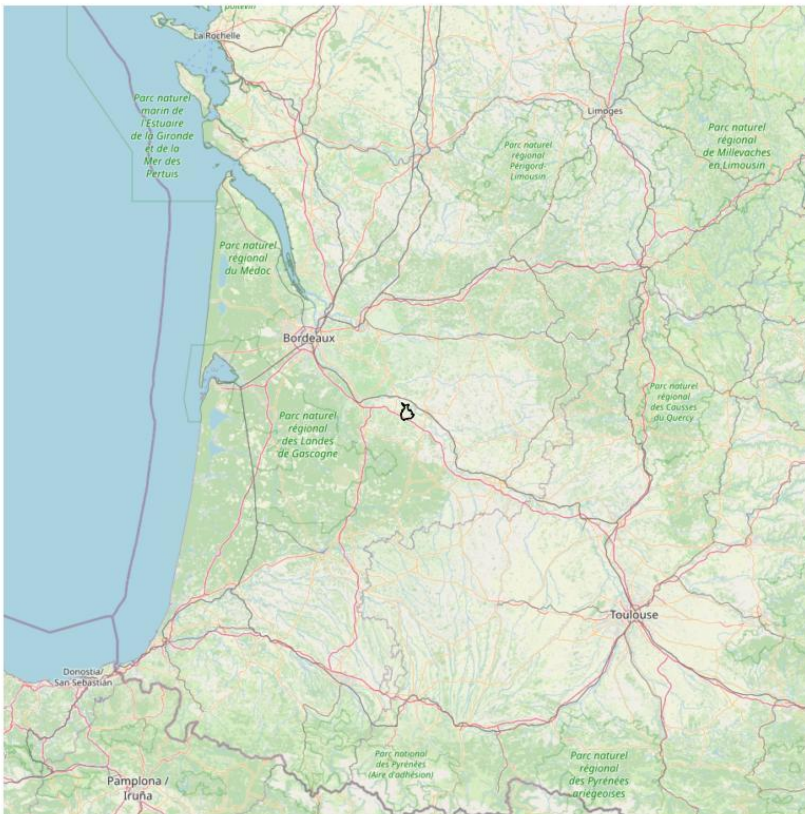 La Rochelle
Parc naturel
marin de
l'Estuaire
de la Gironde
et de la
Mer des
Pertuis
Limoges
Parc naturel
régional
Périgord-
Limousin
Parc naturel
régional
de Millevaches
en Limousin
Parc naturel
régional
du Médoc
Bordeaux
Parc naturel
régional
des Landes
de Gascogne
Parc naturel
régional
des Causses
du Quercy
Toulouse
Donostia/
San Sebastián
Pamplona /
Iruña
Parc national
des Pyrénées
(Aire d'adhésion)
Parc naturel
régional
des Pyrénées
ariégeoises